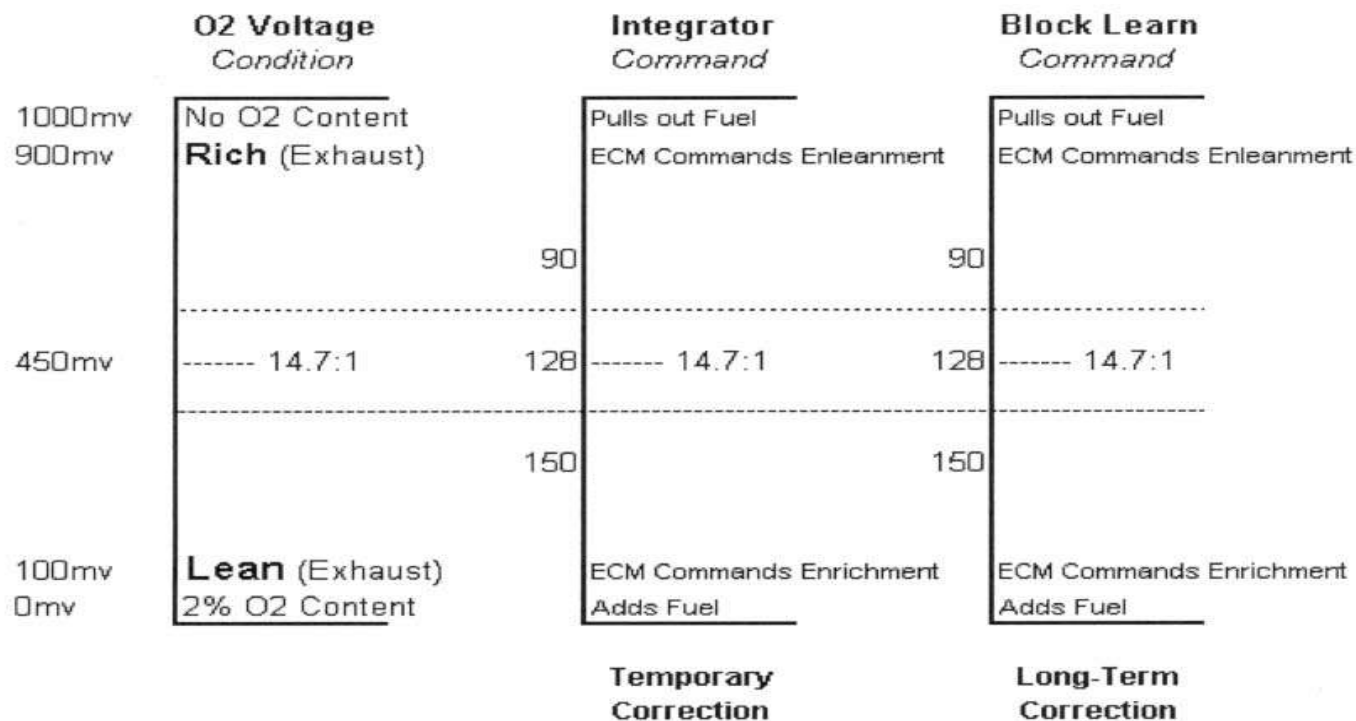 O2 Voltage Integrator Block Learn
Condition Command Command
1000mv No O2 Content Pulls out Fuel Pulls out Fuel
900mv Rich (Exhaust) ECM Commands Enleanment ECM Commands Enleanment
90 90
450mv ------- 14.7:1 128 ------- 14.7:1 128 ------- 14.7:1
150 150
100mv Lean (Exhaust) ECM Commands Enrichment ECM Commands Enrichment
0mv 2% O2 Content Adds Fuel Adds Fuel
Temporary Long-Term
Correction Correction